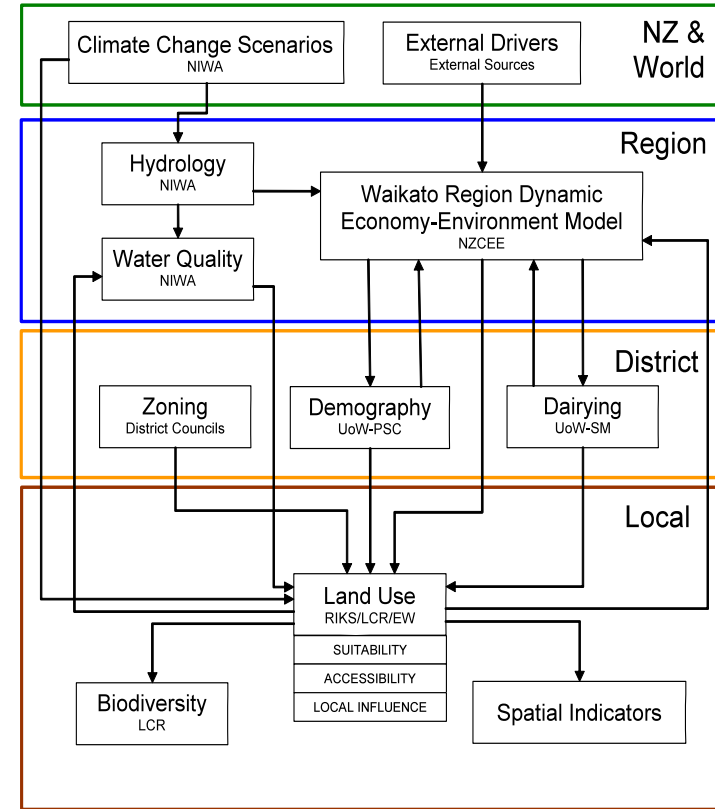 Climate Change Scenarios
NIWA
External Drivers
External Sources
NZ &
World
Region
Hydrology
NIWA
Waikato Region Dynamic
Economy-Environment Model
NZCEE
Water Quality
NIWA
District
Zoning
District Councils
Demography
UoW-PSC
Dairying
UoW-SM
Local
Land Use
RIKS/LCR/EW
SUITABILITY
ACCESSIBILITY
LOCAL INFLUENCE
Biodiversity
LCR
Spatial Indicators